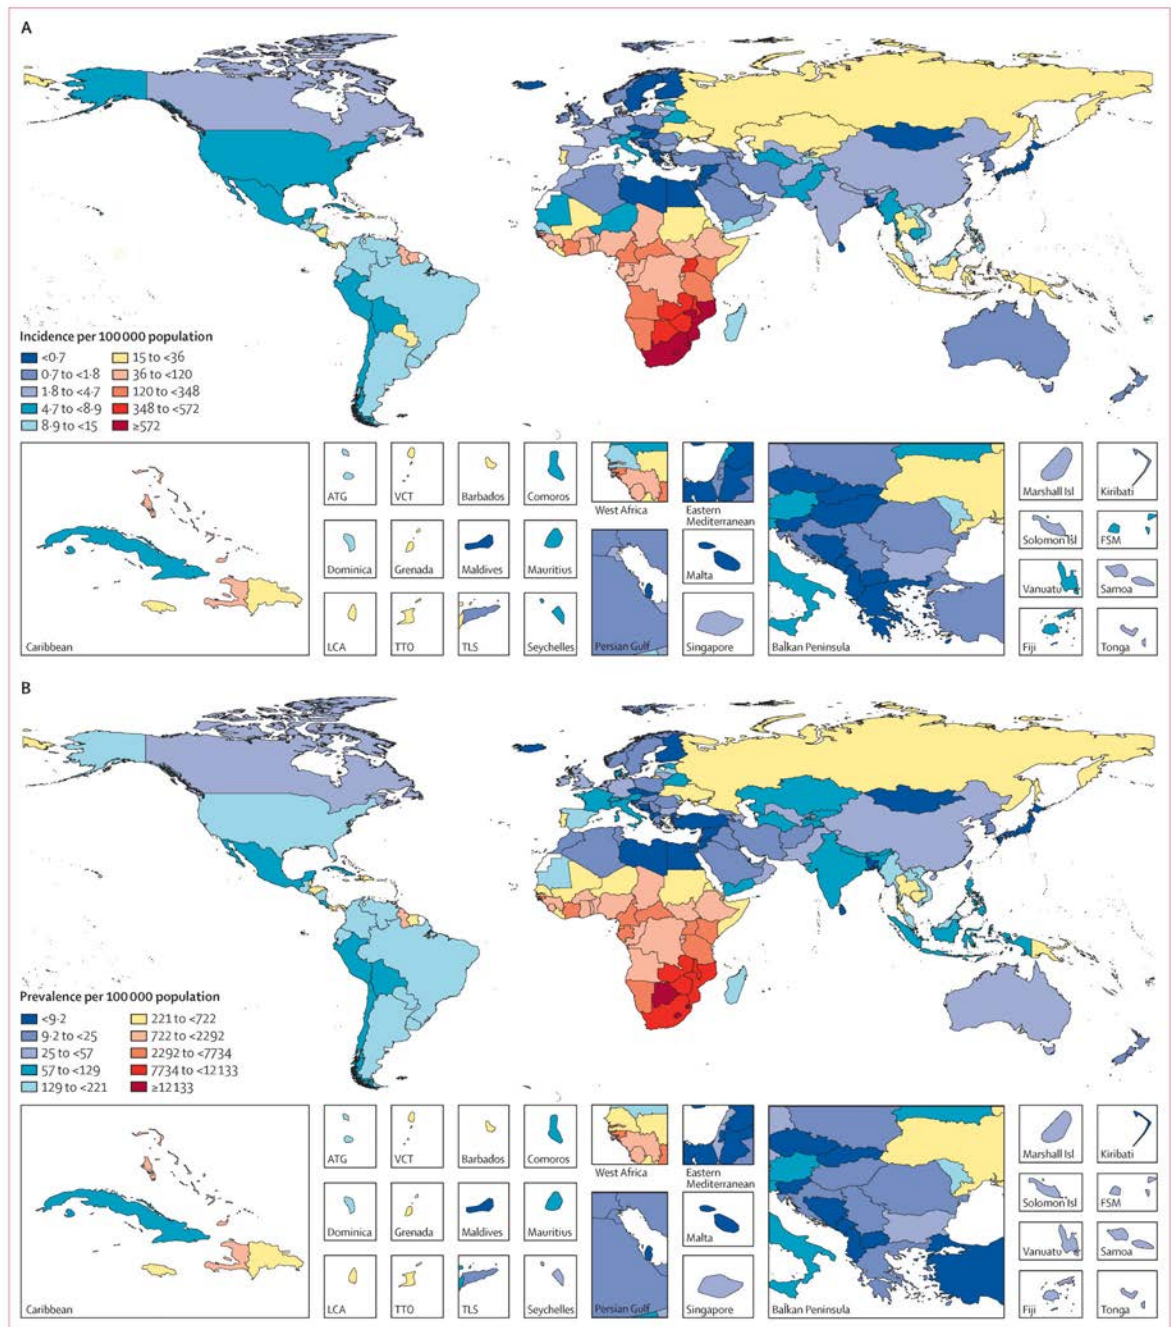 A
Incidence per 100 000 population
<0·7
0·7 to <1·8
1·8 to <4·7
4·7 to <8·9
8·9 to <15
15 to <36
36 to <120
120 to <348
348 to <572
≥572
Caribbean
ATG
VCT
Barbados
Comoros
Dominica
Grenada
Maldives
Mauritius
LCA
TTO
TLS
Seychelles
West Africa
Eastern
Mediterranean
Persian Gulf
Malta
Singapore
Balkan Peninsula
Marshall Isl
Kiribati
Solomon Isl
FSM
Vanuatu
Samoa
Fiji
Tonga
B
Prevalence per 100 000 population
<9·2
9·2 to <25
25 to <57
57 to <129
129 to <221
221 to <722
722 to <2292
2292 to <7734
7734 to <12 133
≥12 133
Caribbean
ATG
VCT
Barbados
Comoros
Dominica
Grenada
Maldives
Mauritius
LCA
TTO
TLS
Seychelles
West Africa
Eastern
Mediterranean
Persian Gulf
Malta
Singapore
Balkan Peninsula
Marshall Isl
Kiribati
Solomon Isl
FSM
Vanuatu
Samoa
Fiji
Tonga